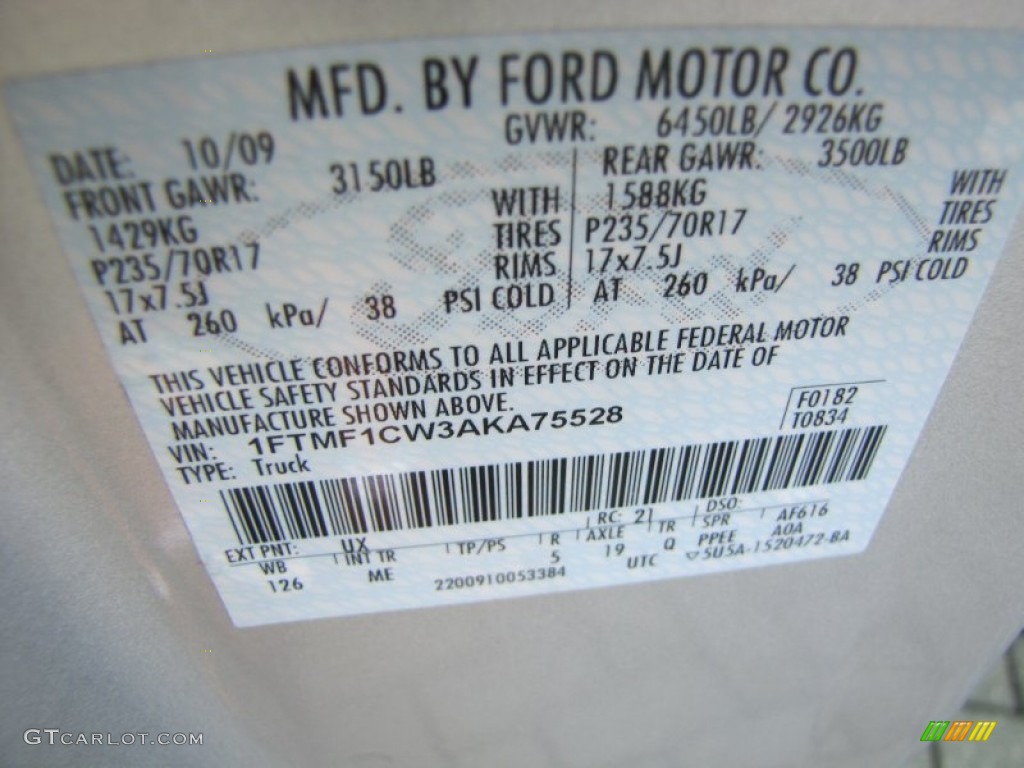 MFD. BY FORD MOTOR CO.
DATE: 10/09 GVWR: 6450LB/ 2926KG
FRONT GAWR: 3150LB REAR GAWR: 3500LB
1429KG WITH 1588KG WITH
P235/70R17 TIRES P235/70R17 TIRES
17x7.5J RIMS 17x7.5J RIMS
AT 260 kPa/ 38 PSI COLD AT 260 kPa/ 38 PSI COLD
THIS VEHICLE CONFORMS TO ALL APPLICABLE FEDERAL MOTOR
VEHICLE SAFETY STANDARDS IN EFFECT ON THE DATE OF
MANUFACTURE SHOWN ABOVE.
VIN: 1FTMF1CW3AKA75528 F0182
TYPE: Truck T0834
EXT PNT: UX RC: 21 DSO: AF616
WB INT TR TP/PS R AXLE TR SPR A0A
126 ME 5 19 Q PPEE
2200910053384 UTC ▽5U5A-1520472-BA
GTCARLOT.COM